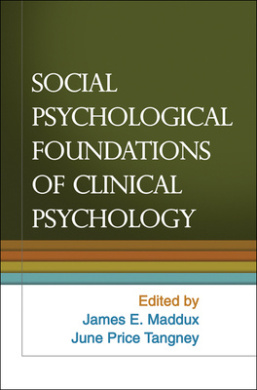 SOCIAL
PSYCHOLOGICAL
FOUNDATIONS
OF CLINICAL
PSYCHOLOGY
Edited by
James E. Maddux
June Price Tangney